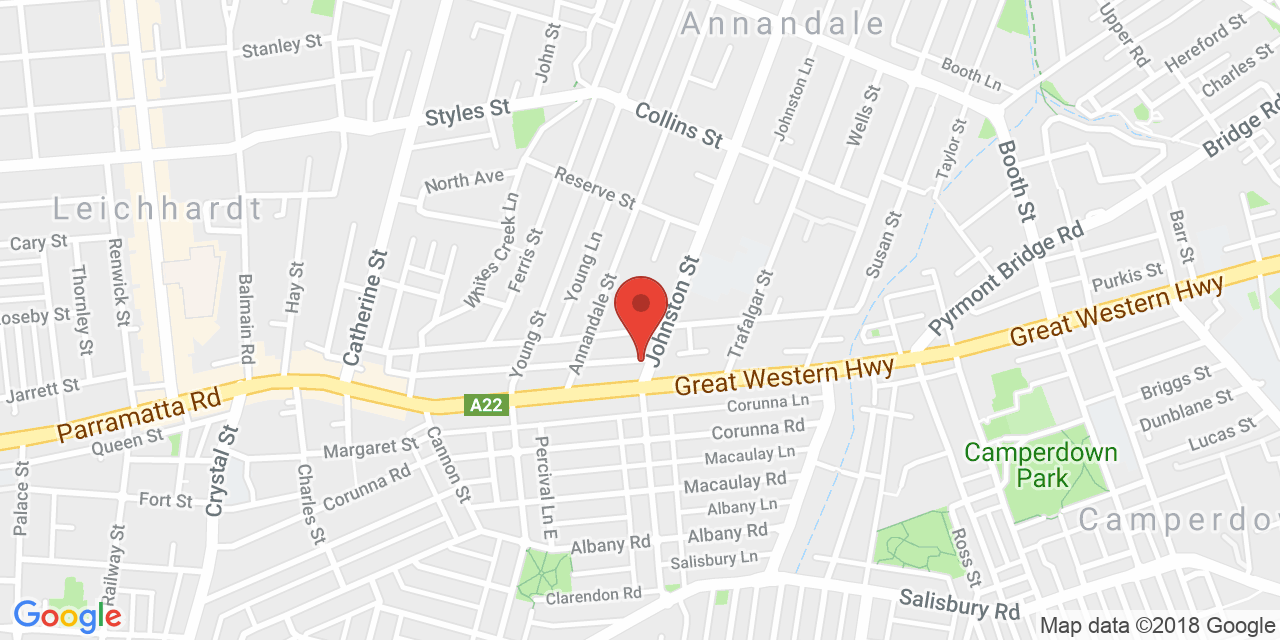 Annandale
Stanley St
John St
Upper Rd
Hereford St
Charles St
Booth Ln
Johnston Ln
Wells St
Styles St
Collins St
Taylor St
Bridge Rd
Booth St
North Ave
Reserve St
Leichhardt
Cary St
Renwick St
Thornley St
Balmain Rd
Hay St
Catherine St
Whites Creek Ln
Ferris St
Young Ln
Annandale St
Susan St
Barr St
Pyrmont Bridge Rd
Purkis St
Johnston St
Trafalgar St
Great Western Hwy
oseby St
Young St
Jarrett St
Great Western Hwy
Parramatta Rd
A22
Corunna Ln
Briggs St
Dunblane St
Queen St
Crystal St
Margaret St
Cannon St
Percival Ln E
Corunna Rd
Lucas St
Camperdown
Park
Macaulay Ln
Palace St
Charles St
Corunna Rd
Macaulay Rd
Fort St
Albany Ln
Camperdow
Railway St
Albany Rd
Albany Rd
Ross St
Salisbury Ln
Clarendon Rd
Salisbury Rd
Google
Map data ©2018 Google